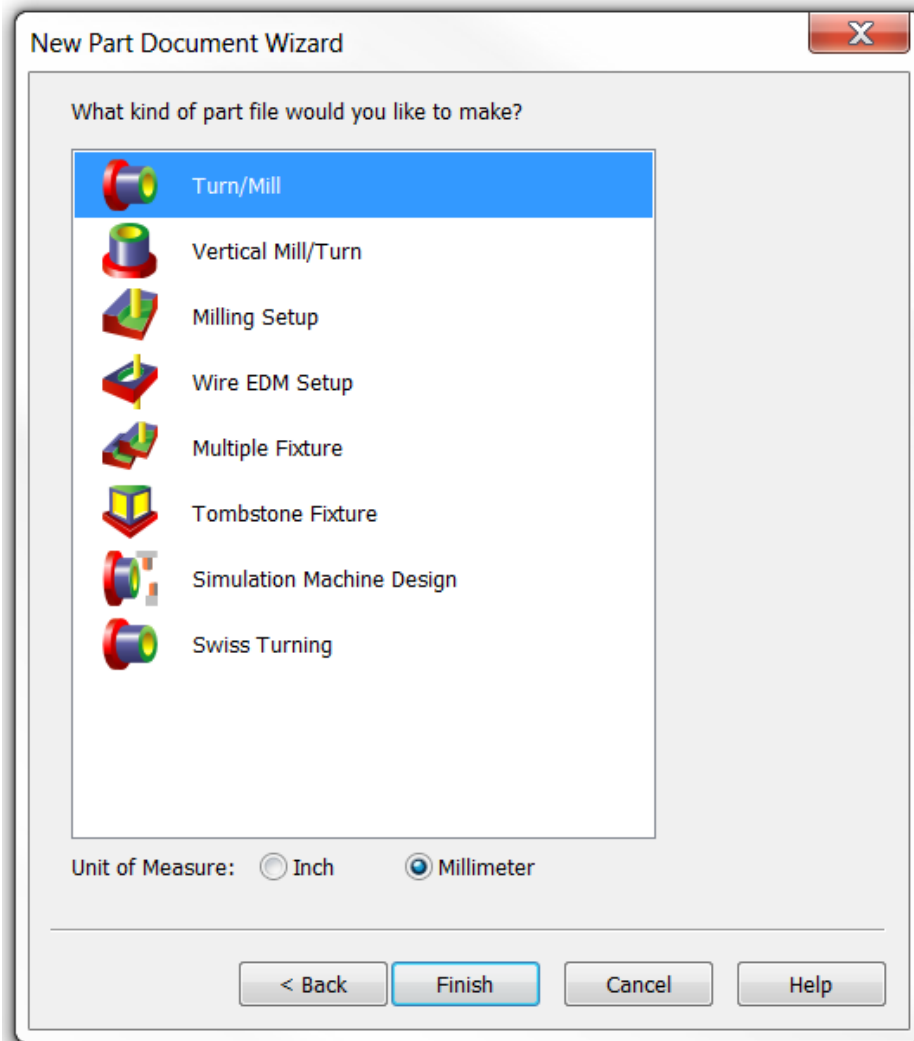 New Part Document Wizard
What kind of part file would you like to make?
Turn/Mill
Vertical Mill/Turn
Milling Setup
Wire EDM Setup
Multiple Fixture
Tombstone Fixture
Simulation Machine Design
Swiss Turning
Unit of Measure: Inch Millimeter
< Back Finish Cancel Help